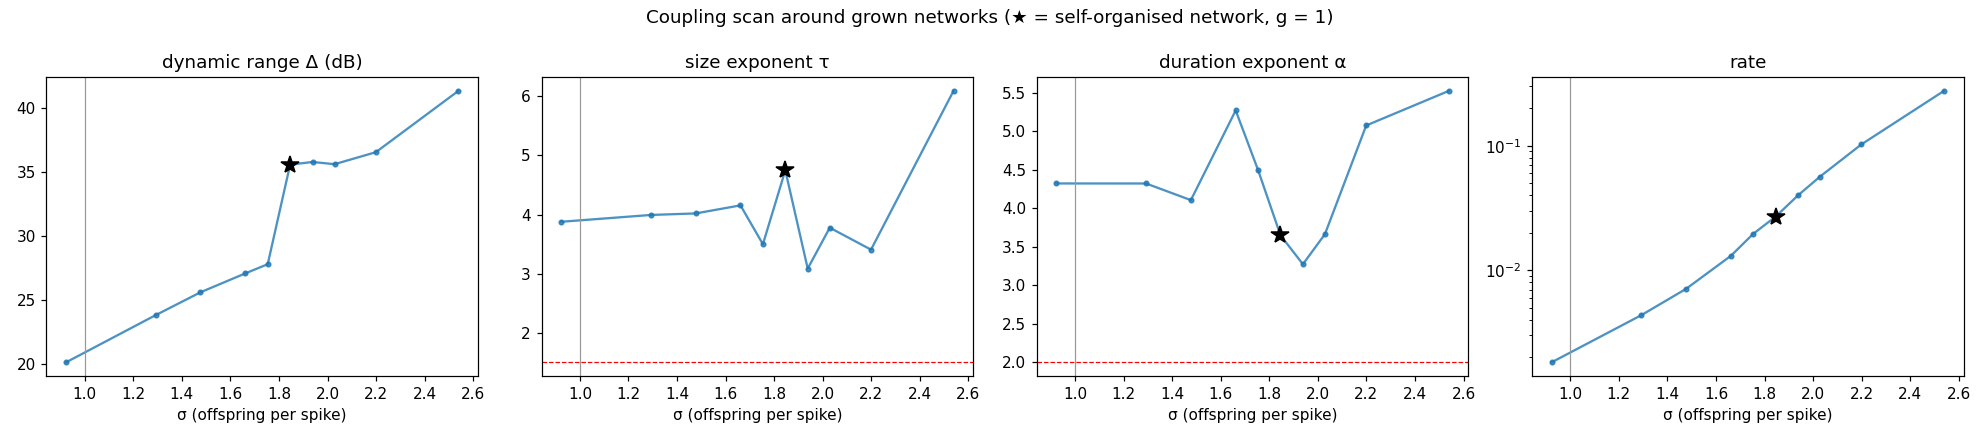 Coupling scan around grown networks (★ = self-organised network, g = 1)
dynamic range Δ (dB)
40
35
30
25
20
1.0 1.2 1.4 1.6 1.8 2.0 2.2 2.4 2.6
σ (offspring per spike)
size exponent τ
6
5
4
3
2
1.0 1.2 1.4 1.6 1.8 2.0 2.2 2.4 2.6
σ (offspring per spike)
duration exponent α
5.5
5.0
4.5
4.0
3.5
3.0
2.5
2.0
1.0 1.2 1.4 1.6 1.8 2.0 2.2 2.4 2.6
σ (offspring per spike)
rate
10⁻¹
10⁻²
1.0 1.2 1.4 1.6 1.8 2.0 2.2 2.4 2.6
σ (offspring per spike)